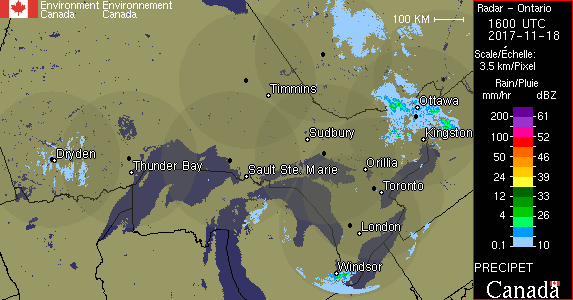 Environment Environnement
Canada Canada
100 KM
Timmins
Ottawa
Sudbury
Kingston
Dryden
Thunder Bay
Sault Ste. Marie
Orillia
Toronto
London
Windsor
Radar - Ontario
1600 UTC
2017-11-18
Scale/Échelle:
3.5 km/Pixel
Rain/Pluie
mm/hr dBZ
200 61
100 56
50 52
50 46
24 39
12 33
4 26
0.1 10
PRECIPET
Canada